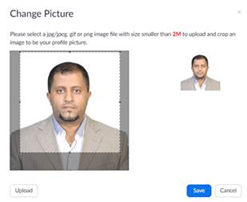 Change Picture
Please select a jpg/jpeg, gif or png image file with size smaller than 2M to upload and crop an
image to be your profile picture.
Upload
Save
Cancel